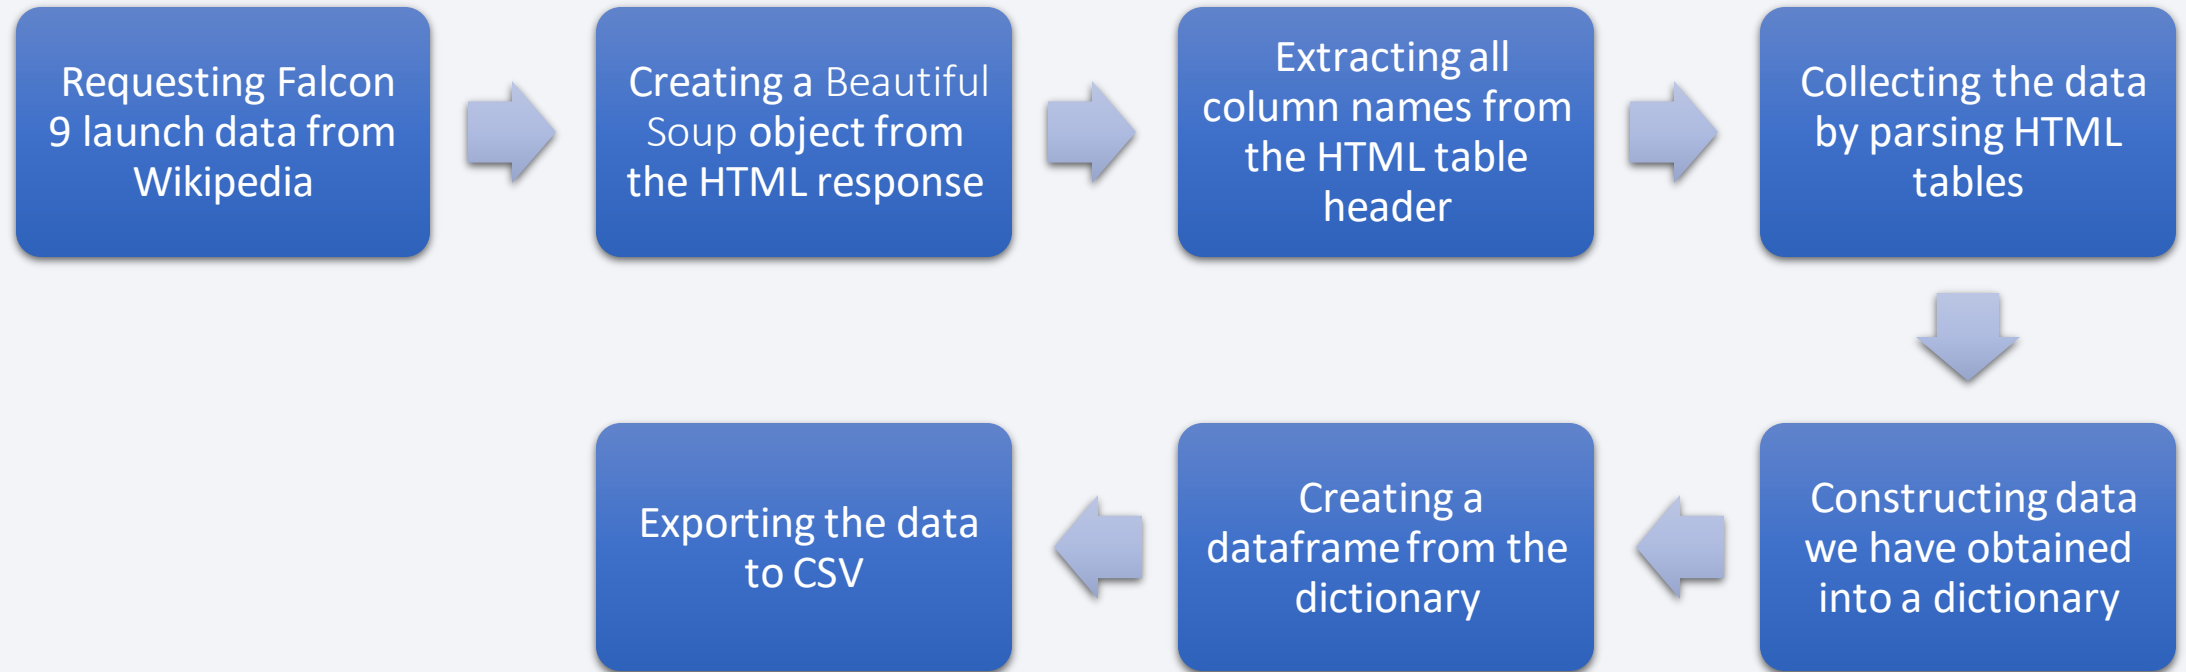 Requesting Falcon
9 launch data from
Wikipedia
Creating a Beautiful
Soup object from
the HTML response
Extracting all
column names from
the HTML table
header
Collecting the data
by parsing HTML
tables
Constructing data
we have obtained
into a dictionary
Creating a
dataframe from the
dictionary
Exporting the data
to CSV